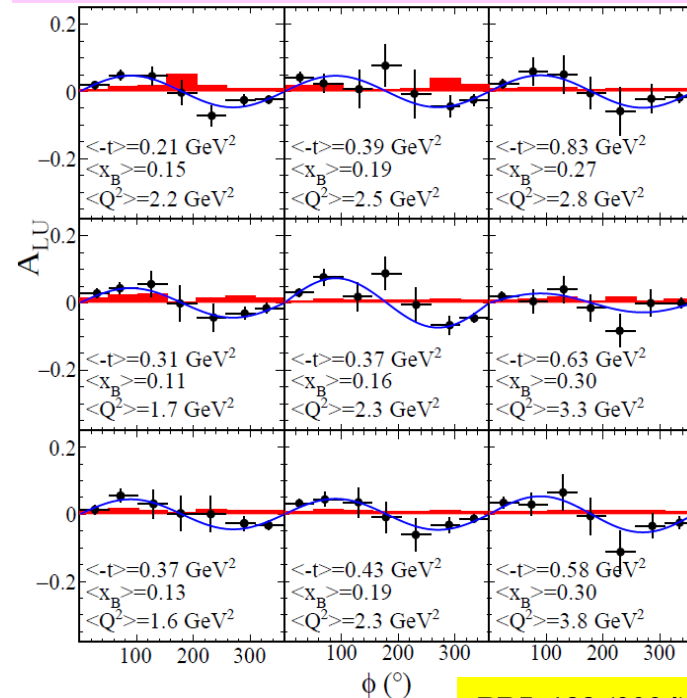 A_LU
0.2
0
−0.2
<-t>=0.21 GeV²
<x_B>=0.15
<Q²>=2.2 GeV²
<-t>=0.39 GeV²
<x_B>=0.19
<Q²>=2.5 GeV²
<-t>=0.83 GeV²
<x_B>=0.27
<Q²>=2.8 GeV²
0.2
0
−0.2
<-t>=0.31 GeV²
<x_B>=0.11
<Q²>=1.7 GeV²
<-t>=0.37 GeV²
<x_B>=0.16
<Q²>=2.3 GeV²
<-t>=0.63 GeV²
<x_B>=0.30
<Q²>=3.3 GeV²
0.2
0
−0.2
<-t>=0.37 GeV²
<x_B>=0.13
<Q²>=1.6 GeV²
<-t>=0.43 GeV²
<x_B>=0.19
<Q²>=2.3 GeV²
<-t>=0.58 GeV²
<x_B>=0.30
<Q²>=3.8 GeV²
100 200 300 100 200 300 100 200 300
ϕ (°)